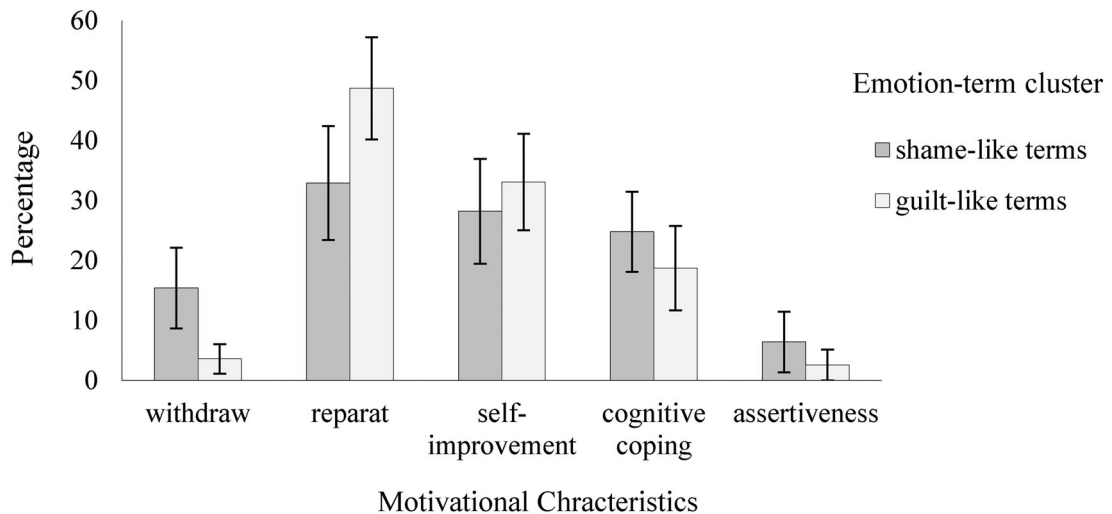 60
50
40
30
20
10
0
Percentage
withdraw
reparat
self-
improvement
cognitive
coping
assertiveness
Motivational Chracteristics
Emotion-term cluster
shame-like terms
guilt-like terms